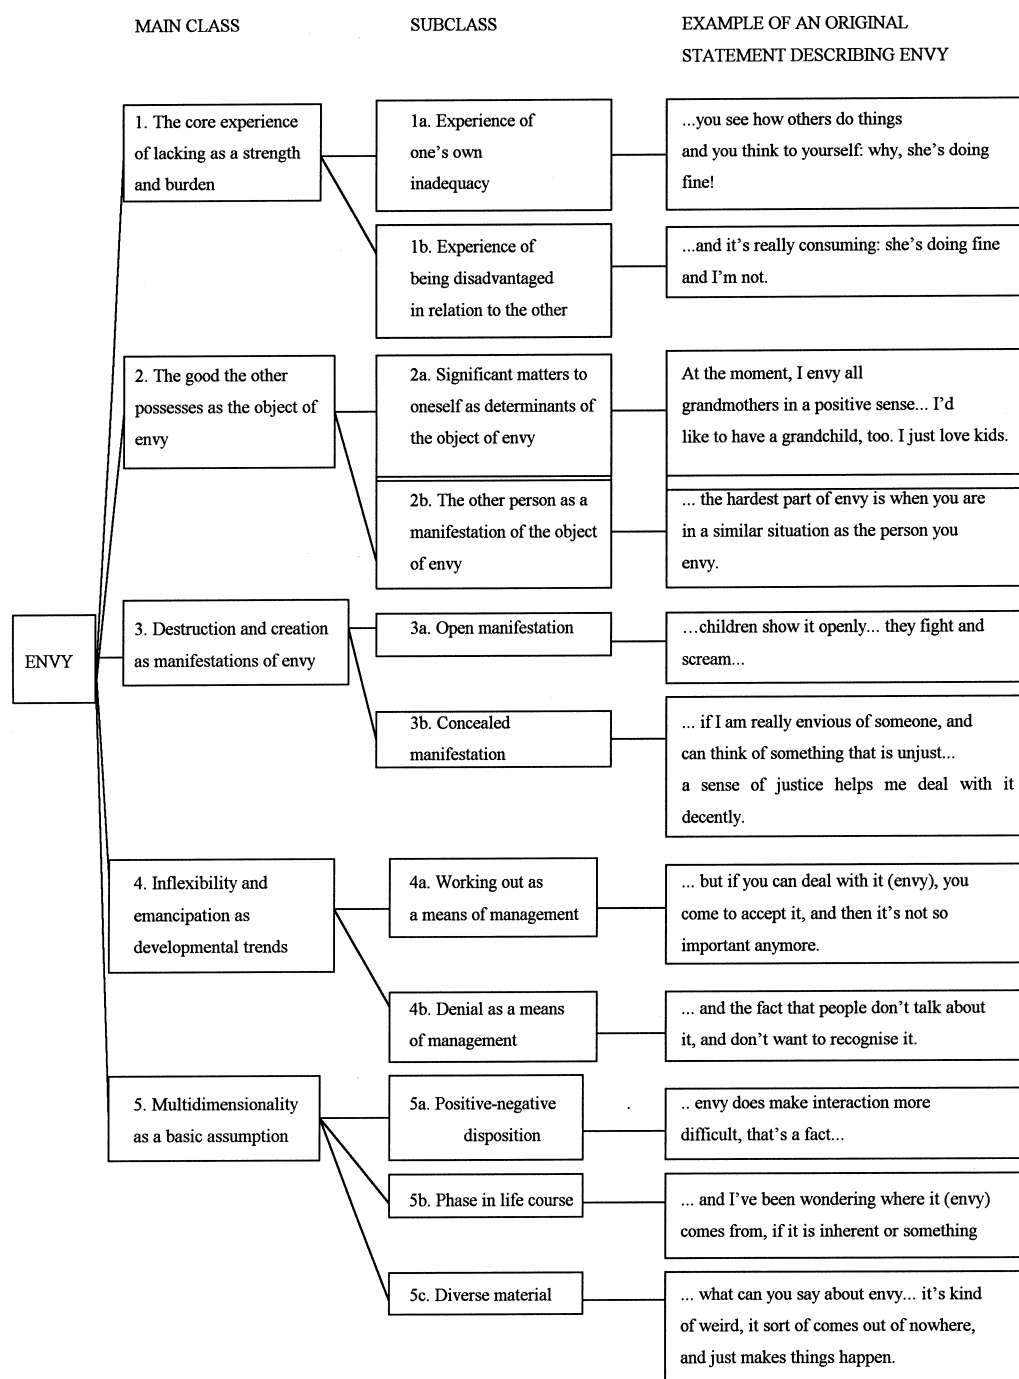 MAIN CLASS
SUBCLASS
EXAMPLE OF AN ORIGINAL
STATEMENT DESCRIBING ENVY
ENVY
1. The core experience
of lacking as a strength
and burden
1a. Experience of
one's own
inadequacy
...you see how others do things
and you think to yourself: why, she's doing
fine!
1b. Experience of
being disadvantaged
in relation to the other
...and it's really consuming: she's doing fine
and I'm not.
2. The good the other
possesses as the object of
envy
2a. Significant matters to
oneself as determinants of
the object of envy
At the moment, I envy all
grandmothers in a positive sense... I'd
like to have a grandchild, too. I just love kids.
2b. The other person as a
manifestation of the object
of envy
... the hardest part of envy is when you are
in a similar situation as the person you
envy.
3. Destruction and creation
as manifestations of envy
3a. Open manifestation
...children show it openly... they fight and
scream...
3b. Concealed
manifestation
... if I am really envious of someone, and
can think of something that is unjust...
a sense of justice helps me deal with it
decently.
4. Inflexibility and
emancipation as
developmental trends
4a. Working out as
a means of management
... but if you can deal with it (envy), you
come to accept it, and then it's not so
important anymore.
4b. Denial as a means
of management
... and the fact that people don't talk about
it, and don't want to recognise it.
5. Multidimensionality
as a basic assumption
5a. Positive-negative
disposition
.. envy does make interaction more
difficult, that's a fact...
5b. Phase in life course
... and I've been wondering where it (envy)
comes from, if it is inherent or something
5c. Diverse material
... what can you say about envy... it's kind
of weird, it sort of comes out of nowhere,
and just makes things happen.